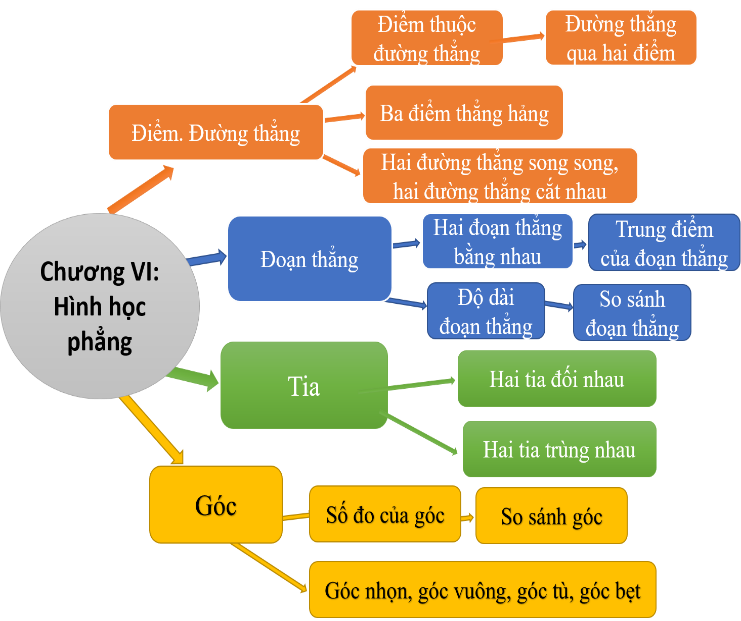 Chương VI:
Hình học
phẳng
Điểm. Đường thẳng
Điểm thuộc
đường thẳng
Đường thẳng
qua hai điểm
Ba điểm thẳng hảng
Hai đường thẳng song song,
hai đường thẳng cắt nhau
Đoạn thẳng
Hai đoạn thẳng
bằng nhau
Trung điểm
của đoạn thẳng
Độ dài
đoạn thẳng
So sánh
đoạn thẳng
Tia
Hai tia đối nhau
Hai tia trùng nhau
Góc
Số đo của góc
So sánh góc
Góc nhọn, góc vuông, góc tù, góc bẹt